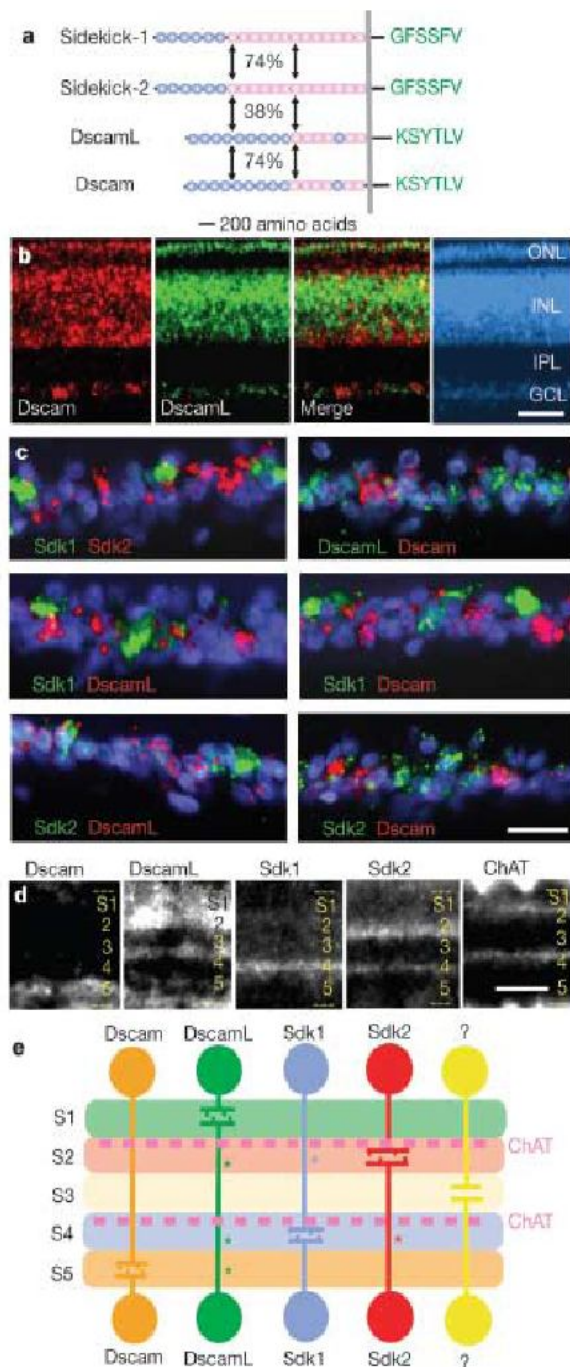 a
Sidekick-1 GFSSFV
74%
Sidekick-2 GFSSFV
38%
DscamL KSYTLV
74%
Dscam KSYTLV
200 amino acids
b
ONL
INL
IPL
GCL
Dscam DscamL Merge
c
Sdk1 Sdk2 DscamL Dscam
Sdk1 DscamL Sdk1 Dscam
Sdk2 DscamL Sdk2 Dscam
Dscam DscamL Sdk1 Sdk2 ChAT
d
S1 S1 S1 S1 S1
2 2 2 2 2
3 3 3 3 3
4 4 4 4 4
5 5 5 5 5
e
Dscam DscamL Sdk1 Sdk2 ?
S1
ChAT
S2
S3
ChAT
S4
S5
Dscam DscamL Sdk1 Sdk2 ?